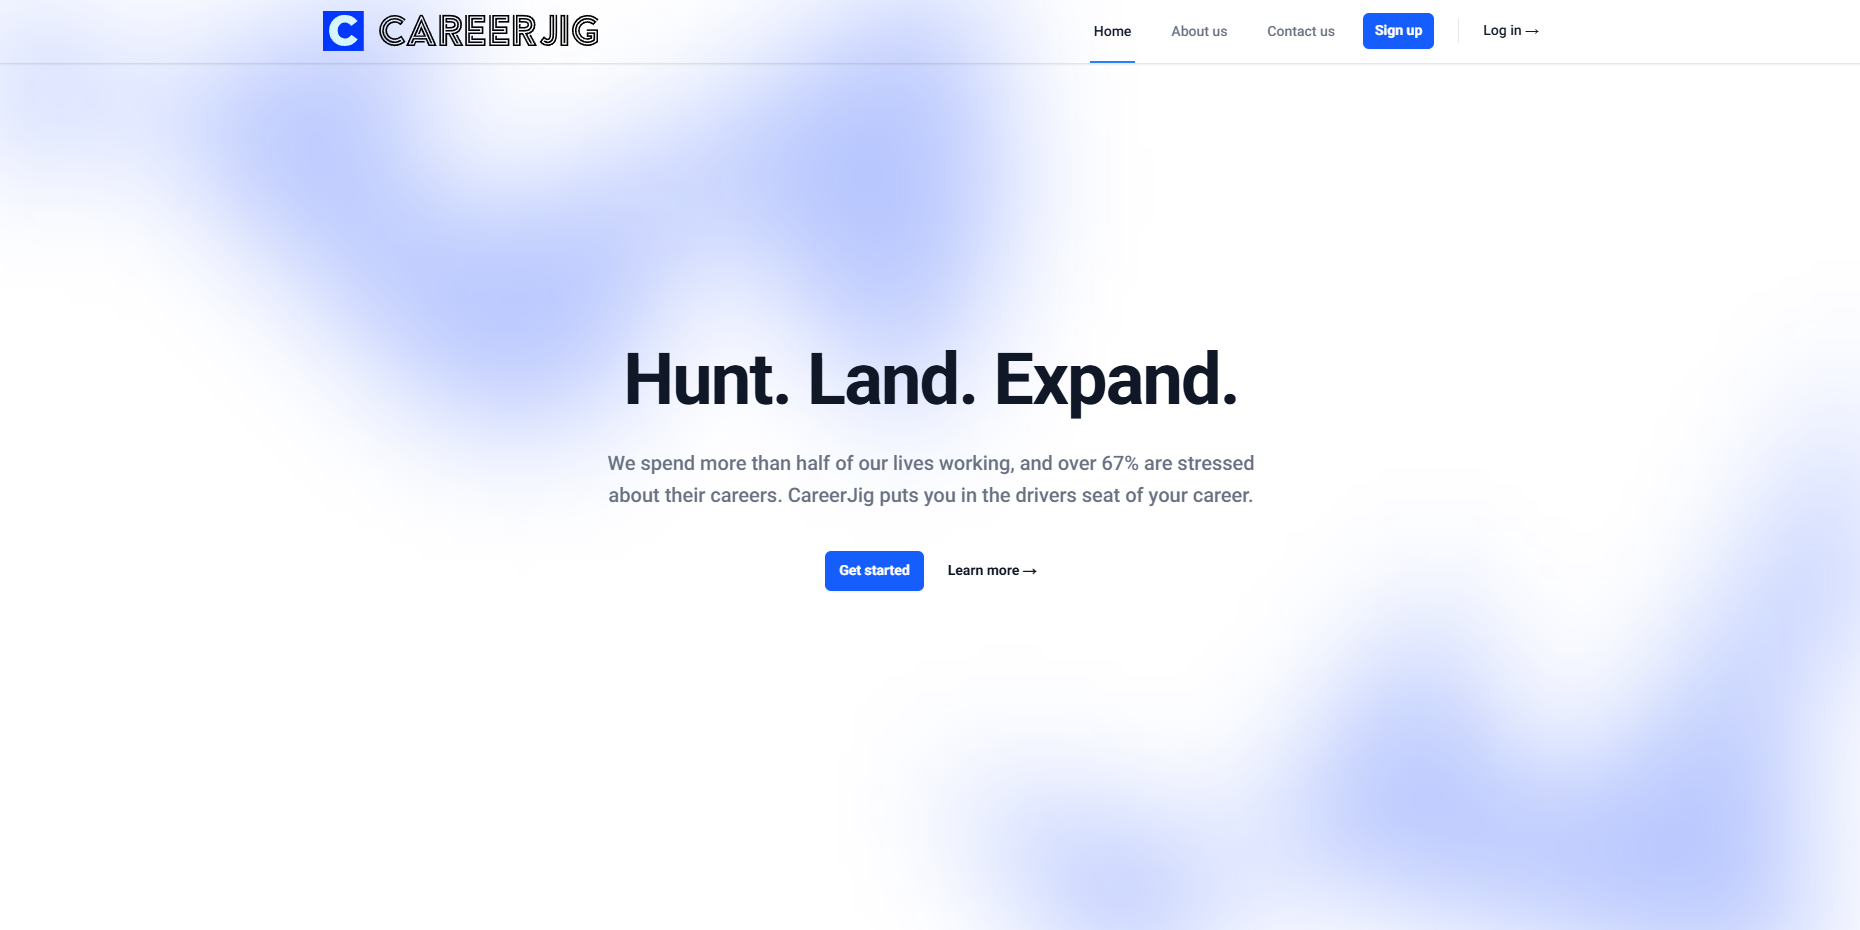 C CAREERJIG
Home About us Contact us Sign up Log in →
Hunt. Land. Expand.
We spend more than half of our lives working, and over 67% are stressed
about their careers. CareerJig puts you in the drivers seat of your career.
Get started Learn more →